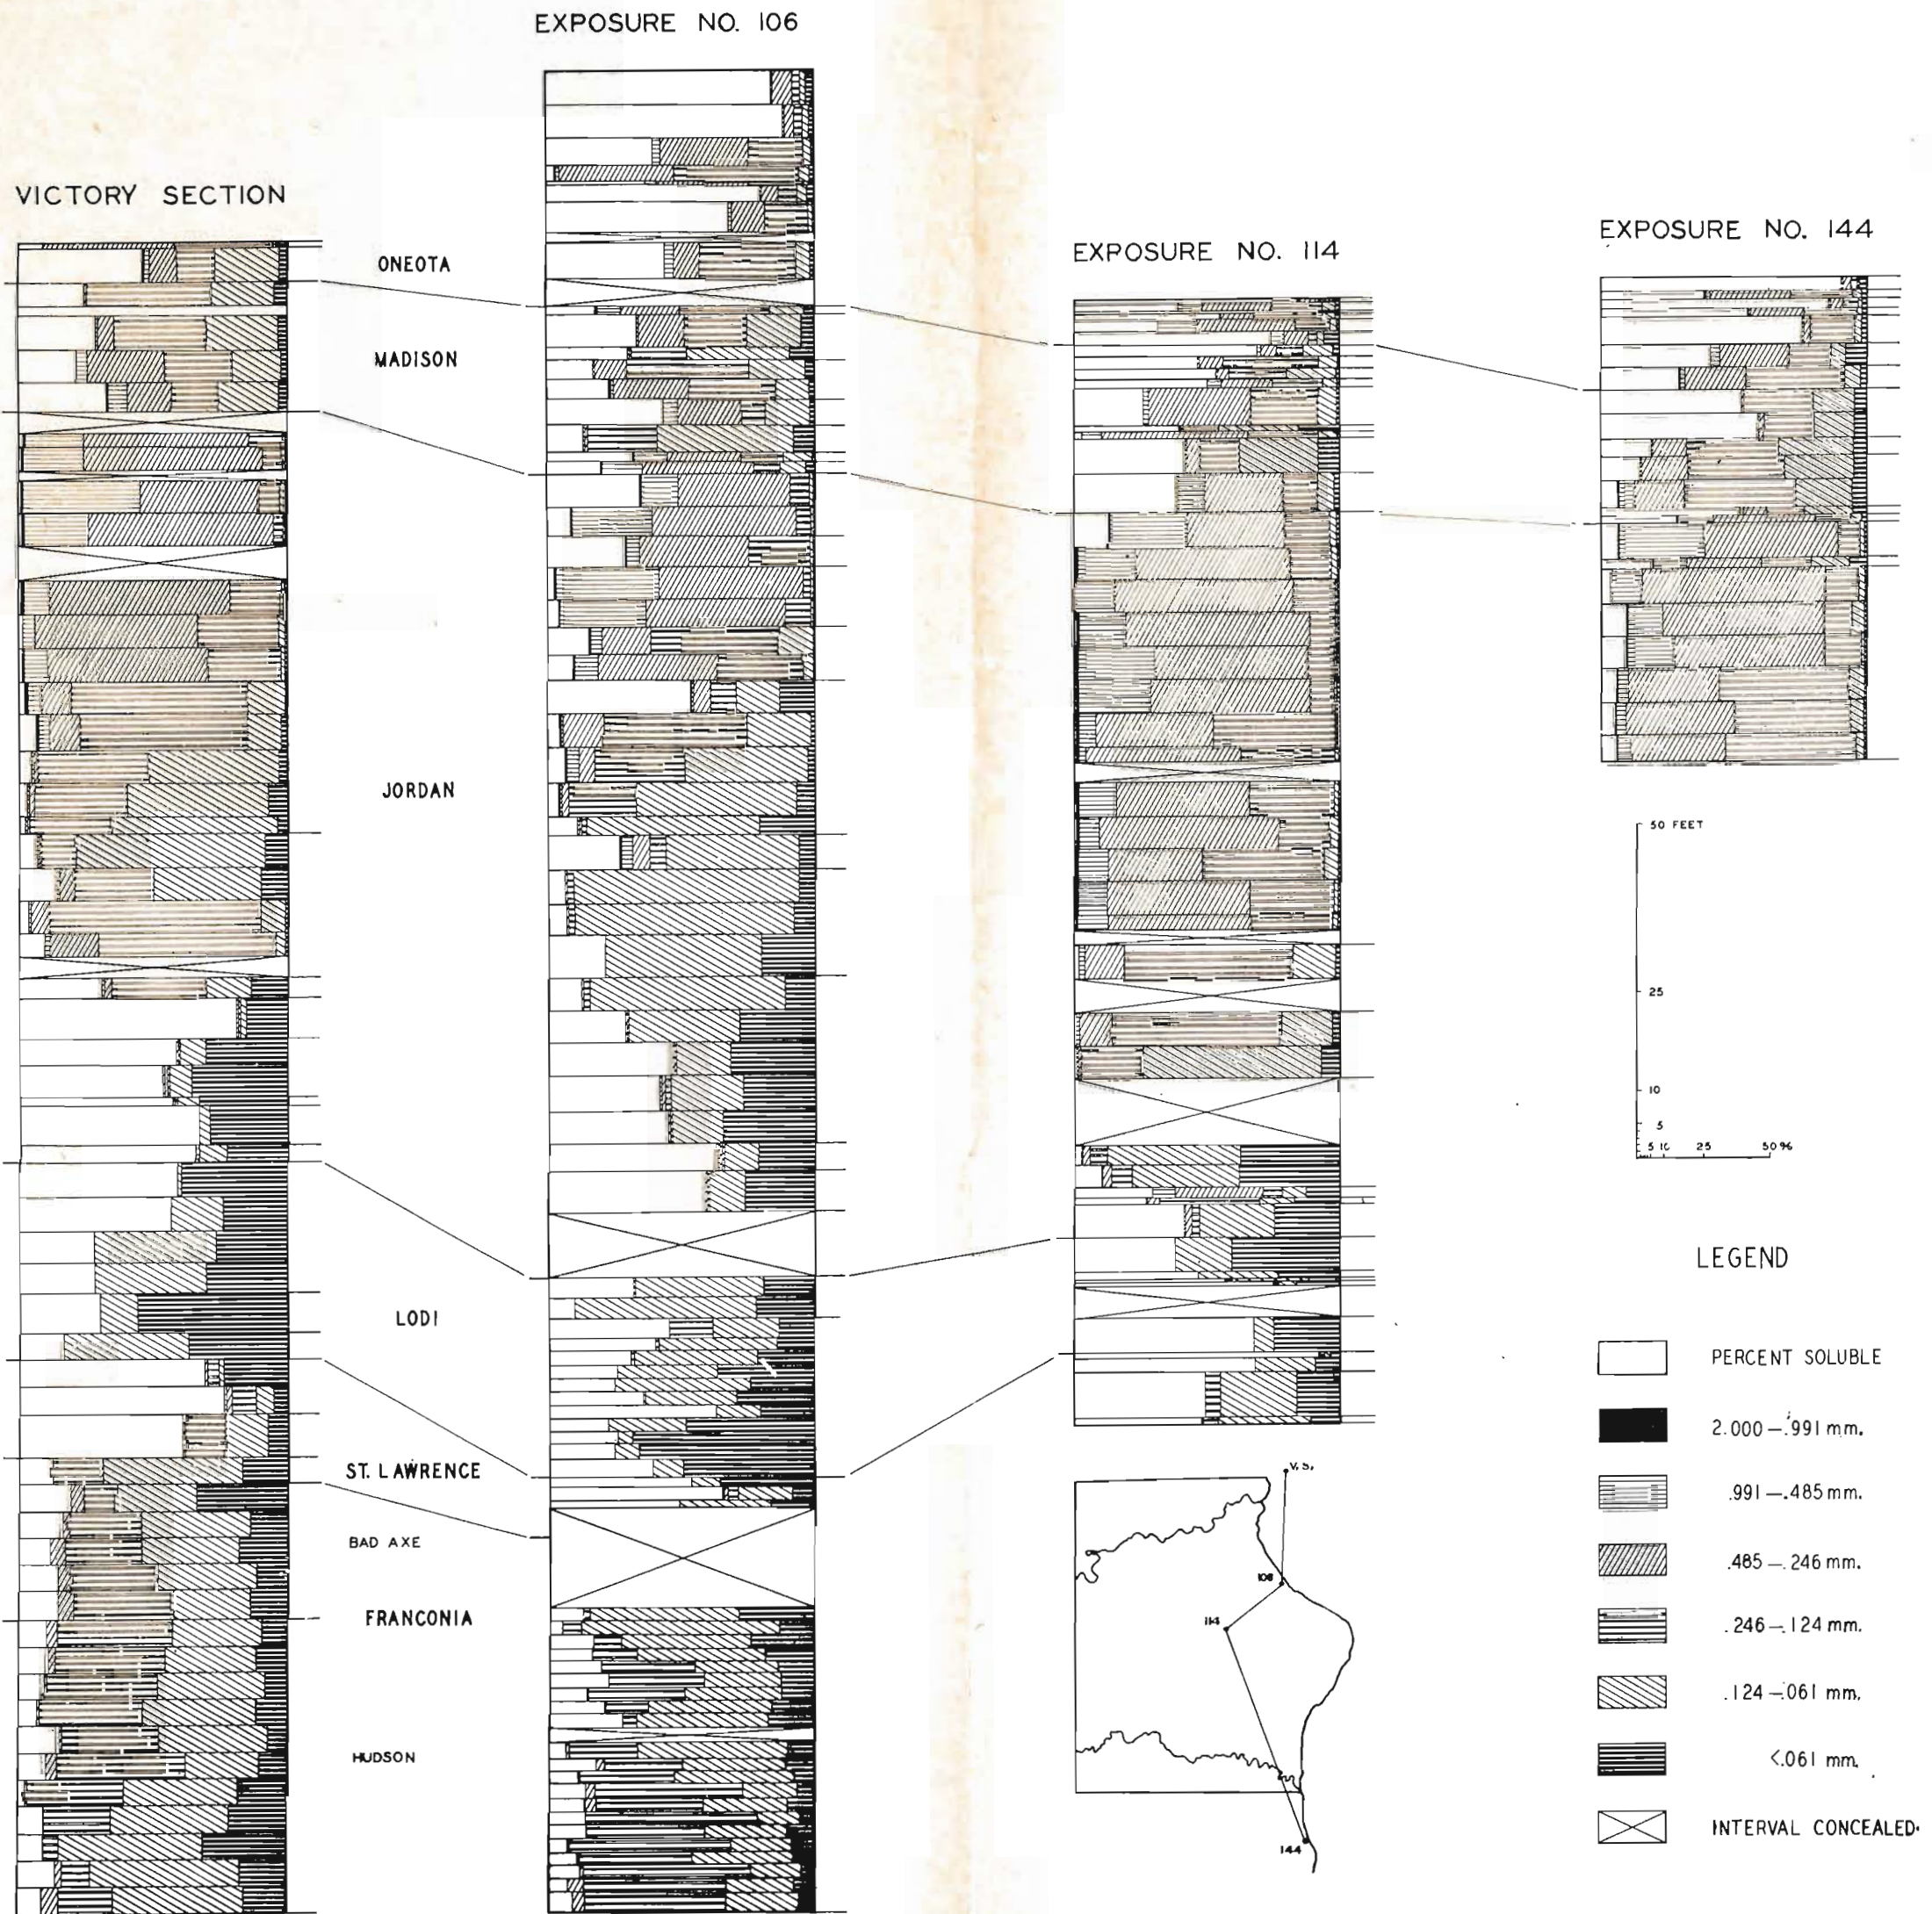 EXPOSURE NO. 106
VICTORY SECTION
EXPOSURE NO. 114
EXPOSURE NO. 144
ONEOTA
MADISON
JORDAN
LODI
ST. LAWRENCE
BAD AXE
FRANCONIA
HUDSON
50 FEET
25
10
5
5 10 25 50%
LEGEND
PERCENT SOLUBLE
2.000—.991 mm.
.991—.485 mm.
.485—.246 mm.
.246—.124 mm.
.124—.061 mm.
<.061 mm.
INTERVAL CONCEALED.
V. S.
106
114
144